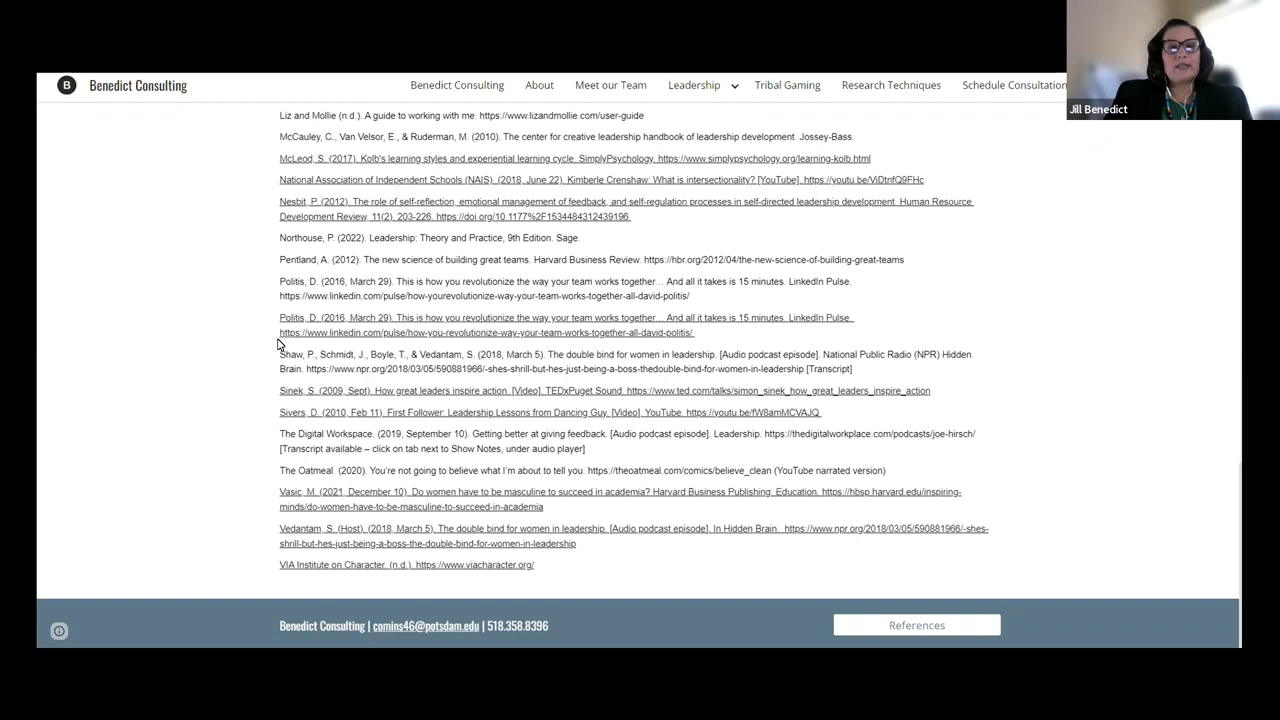 B Benedict Consulting
Benedict Consulting About Meet our Team Leadership Tribal Gaming Research Techniques Schedule Consultation
Jill Benedict
Liz and Mollie (n.d.). A guide to working with me. https://www.lizandmollie.com/user-guide
McCauley, C., Van Velsor, E., & Ruderman, M. (2010). The center for creative leadership handbook of leadership development. Jossey-Bass.
McLeod, S. (2017). Kolb's learning styles and experiential learning cycle. SimplyPsychology. https://www.simplypsychology.org/learning-kolb.html
National Association of Independent Schools (NAIS). (2018, June 22). Kimberle Crenshaw: What is intersectionality? [YouTube]. https://youtu.be/ViDtnfQ9FHc
Nesbit, P. (2012). The role of self-reflection, emotional management of feedback, and self-regulation processes in self-directed leadership development. Human Resource
Development Review, 11(2), 203-226. https://doi.org/10.1177%2F1534484312439196
Northouse, P. (2022). Leadership: Theory and Practice, 9th Edition. Sage.
Pentland, A. (2012). The new science of building great teams. Harvard Business Review. https://hbr.org/2012/04/the-new-science-of-building-great-teams
Politis, D. (2016, March 29). This is how you revolutionize the way your team works together... And all it takes is 15 minutes. LinkedIn Pulse.
https://www.linkedin.com/pulse/how-yourevolutionize-way-your-team-works-together-all-david-politis/
Politis, D. (2016, March 29). This is how you revolutionize the way your team works together... And all it takes is 15 minutes. LinkedIn Pulse.
https://www.linkedin.com/pulse/how-you-revolutionize-way-your-team-works-together-all-david-politis/
Shaw, P., Schmidt, J., Boyle, T., & Vedantam, S. (2018, March 5). The double bind for women in leadership. [Audio podcast episode]. National Public Radio (NPR) Hidden
Brain. https://www.npr.org/2018/03/05/590881966/-shes-shrill-but-hes-just-being-a-boss-thedouble-bind-for-women-in-leadership [Transcript]
Sinek, S. (2009, Sept). How great leaders inspire action. [Video]. TEDxPuget Sound. https://www.ted.com/talks/simon_sinek_how_great_leaders_inspire_action
Sivers, D. (2010, Feb 11). First Follower: Leadership Lessons from Dancing Guy. [Video]. YouTube. https://youtu.be/fW8amMCVAJQ
The Digital Workspace. (2019, September 10). Getting better at giving feedback. [Audio podcast episode]. Leadership. https://thedigitalworkplace.com/podcasts/joe-hirsch/
[Transcript available – click on tab next to Show Notes, under audio player]
The Oatmeal. (2020). You're not going to believe what I'm about to tell you. https://theoatmeal.com/comics/believe_clean (YouTube narrated version)
Vasic, M. (2021, December 10). Do women have to be masculine to succeed in academia? Harvard Business Publishing: Education. https://hbsp.harvard.edu/inspiring-
minds/do-women-have-to-be-masculine-to-succeed-in-academia
Vedantam, S. (Host). (2018, March 5). The double bind for women in leadership. [Audio podcast episode]. In Hidden Brain. https://www.npr.org/2018/03/05/590881966/-shes-
shrill-but-hes-just-being-a-boss-the-double-bind-for-women-in-leadership
VIA Institute on Character. (n.d.). https://www.viacharacter.org/
Benedict Consulting | comins46@potsdam.edu | 518.358.8396
References